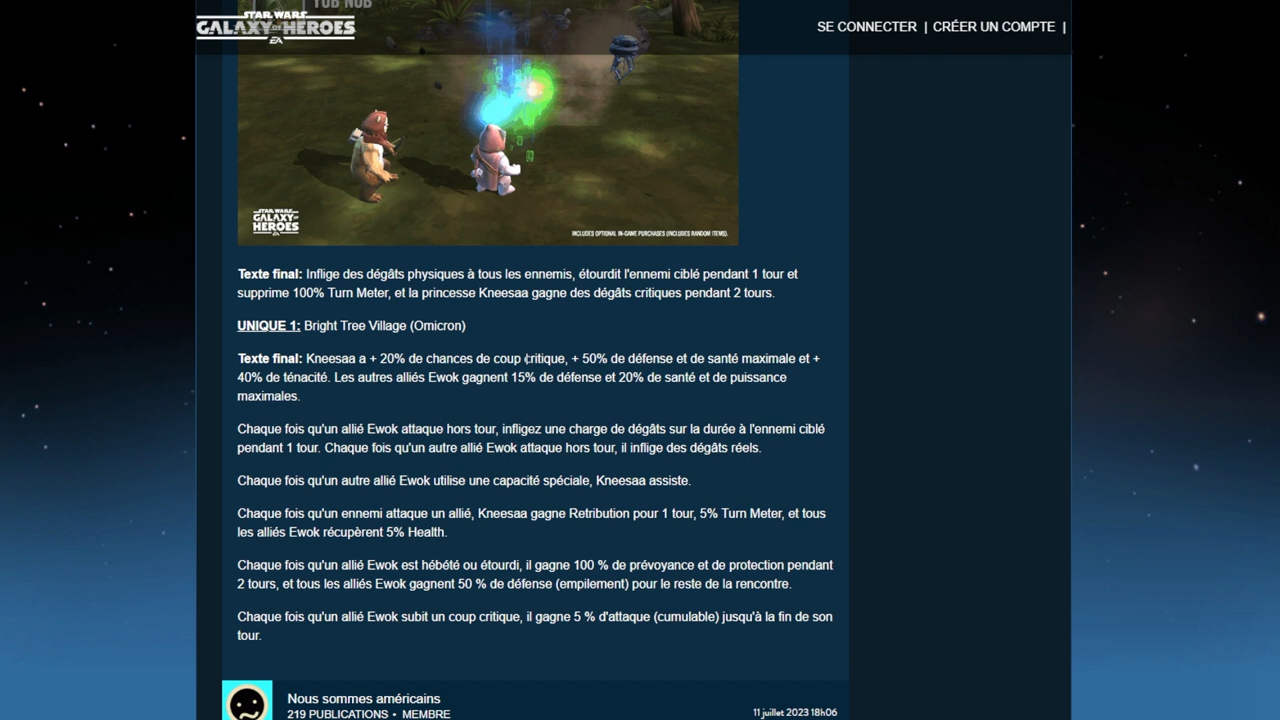 YUB NUB
STAR WARS
GALAXY OF HEROES
EA
SE CONNECTER | CRÉER UN COMPTE |
STAR WARS
GALAXY OF
HEROES
EA
INCLUDES OPTIONAL IN-GAME PURCHASES (INCLUDES RANDOM ITEMS).
Texte final: Inflige des dégâts physiques à tous les ennemis, étourdit l'ennemi ciblé pendant 1 tour et
supprime 100% Turn Meter, et la princesse Kneesaa gagne des dégâts critiques pendant 2 tours.
UNIQUE 1: Bright Tree Village (Omicron)
Texte final: Kneesaa a + 20% de chances de coup critique, + 50% de défense et de santé maximale et +
40% de ténacité. Les autres alliés Ewok gagnent 15% de défense et 20% de santé et de puissance
maximales.
Chaque fois qu'un allié Ewok attaque hors tour, infligez une charge de dégâts sur la durée à l'ennemi ciblé
pendant 1 tour. Chaque fois qu'un autre allié Ewok attaque hors tour, il inflige des dégâts réels.
Chaque fois qu'un autre allié Ewok utilise une capacité spéciale, Kneesaa assiste.
Chaque fois qu'un ennemi attaque un allié, Kneesaa gagne Retribution pour 1 tour, 5% Turn Meter, et tous
les alliés Ewok récupèrent 5% Health.
Chaque fois qu'un allié Ewok est hébété ou étourdi, il gagne 100 % de prévoyance et de protection pendant
2 tours, et tous les alliés Ewok gagnent 50 % de défense (empilement) pour le reste de la rencontre.
Chaque fois qu'un allié Ewok subit un coup critique, il gagne 5 % d'attaque (cumulable) jusqu'à la fin de son
tour.
Nous sommes américains
219 PUBLICATIONS • MEMBRE
11 juillet 2023 18h06